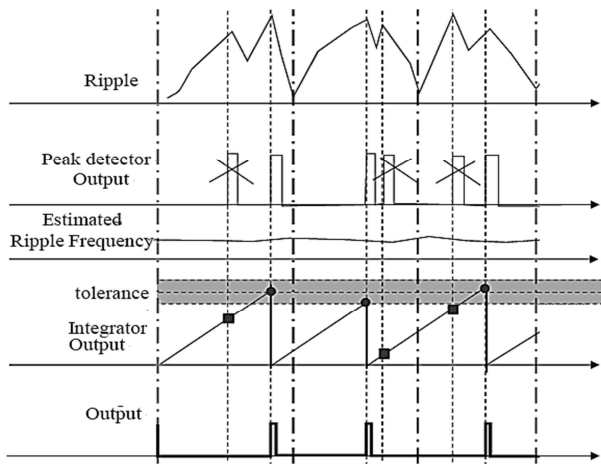 Ripple
Peak detector
Output
Estimated
Ripple Frequency
tolerance
Integrator
Output
Output